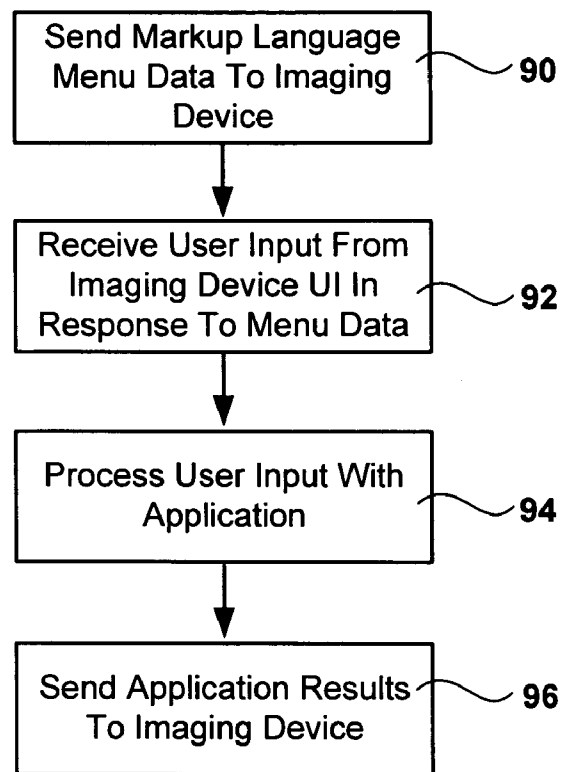 Send Markup Language
Menu Data To Imaging
Device
90
Receive User Input From
Imaging Device UI In
Response To Menu Data
92
Process User Input With
Application
94
Send Application Results
To Imaging Device
96